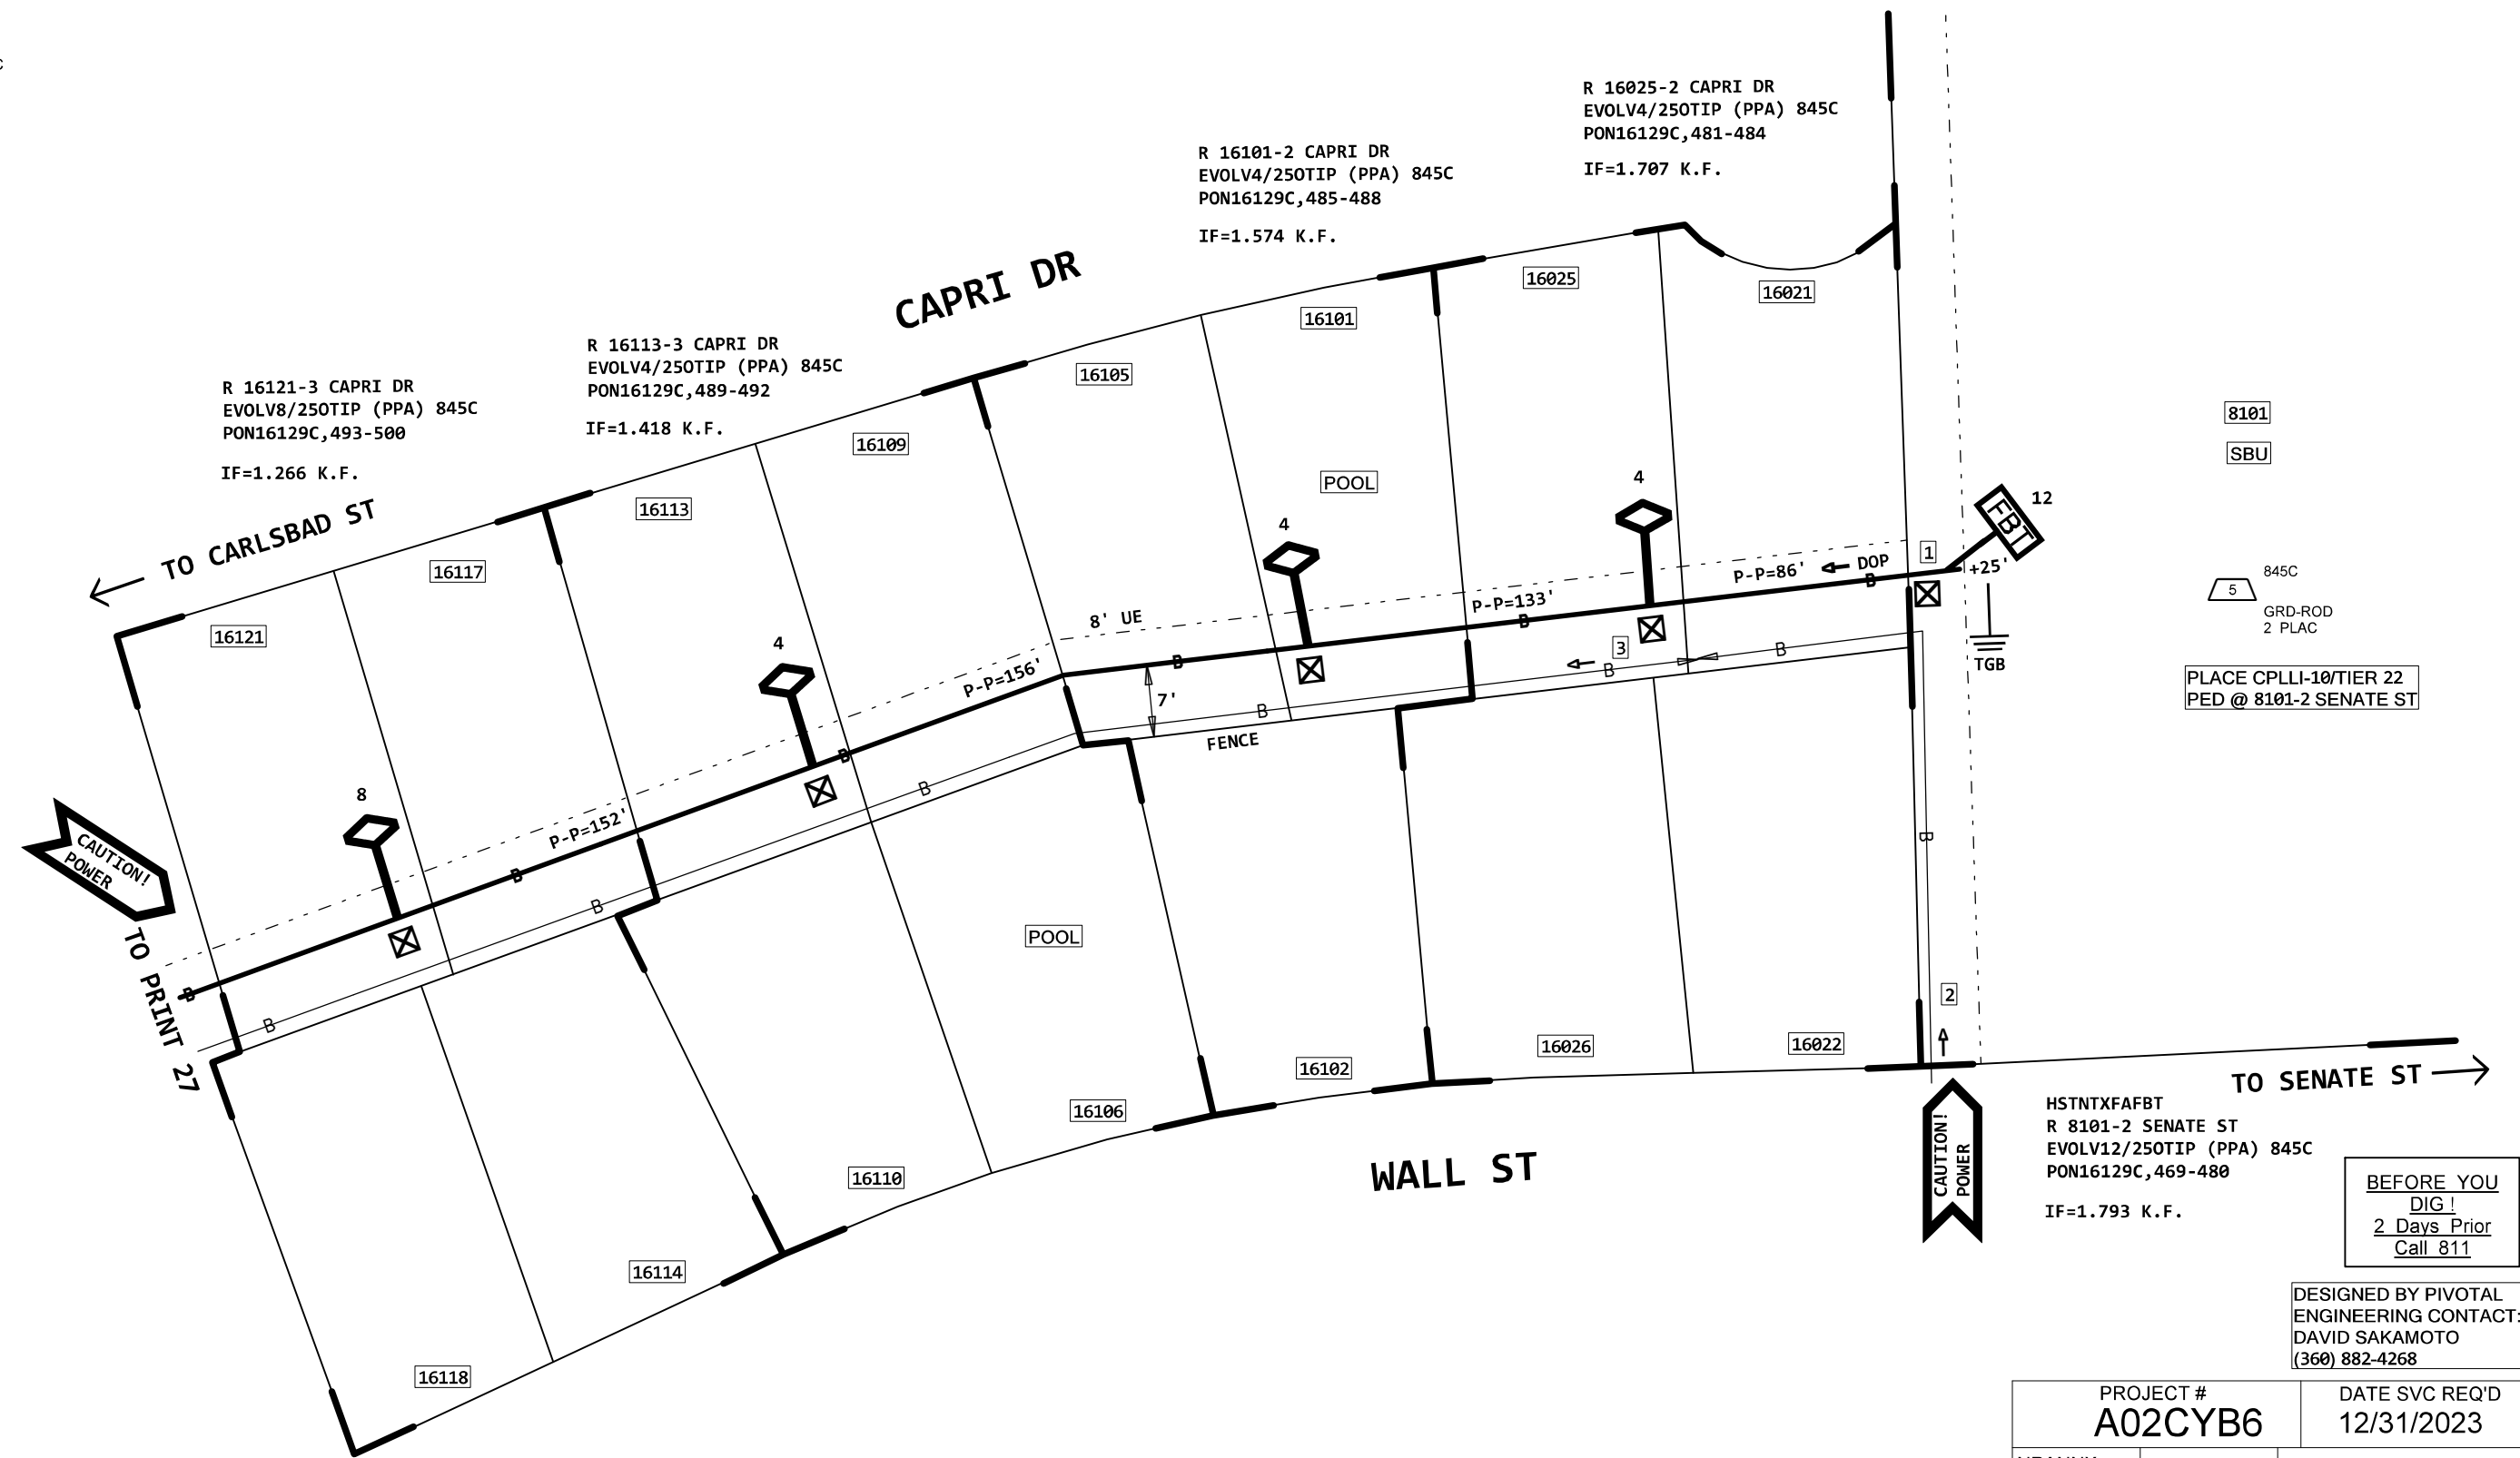 C
R 16025-2 CAPRI DR
EVOLV4/25OTIP (PPA) 845C
PON16129C,481-484
IF=1.707 K.F.
R 16101-2 CAPRI DR
EVOLV4/25OTIP (PPA) 845C
PON16129C,485-488
IF=1.574 K.F.
CAPRI DR
16025
16021
16101
R 16113-3 CAPRI DR
EVOLV4/25OTIP (PPA) 845C
PON16129C,489-492
IF=1.418 K.F.
16105
R 16121-3 CAPRI DR
EVOLV8/25OTIP (PPA) 845C
PON16129C,493-500
IF=1.266 K.F.
16109
8101
SBU
POOL
4
12
FBT
TO CARLSBAD ST
16113
4
16117
1
DOP
P-P=86'
B
+25'
845C
5
GRD-ROD
2 PLAC
P-P=133'
B
8' UE
16121
4
3
B
B
TGB
B
P-P=156'
7'
PLACE CPLLI-10/TIER 22
PED @ 8101-2 SENATE ST
B
FENCE
B
B
8
P-P=152'
B
CAUTION!
POWER
B
B
POOL
TO PRINT 27
B
B
2
16026
16022
16102
TO SENATE ST
16106
HSTNTXFAFBT
R 8101-2 SENATE ST
EVOLV12/25OTIP (PPA) 845C
PON16129C,469-480
IF=1.793 K.F.
CAUTION!
POWER
WALL ST
16110
BEFORE YOU
DIG !
2 Days Prior
Call 811
16114
16118
DESIGNED BY PIVOTAL
ENGINEERING CONTACT:
DAVID SAKAMOTO
(360) 882-4268
PROJECT #
A02CYB6
DATE SVC REQ'D
12/31/2023